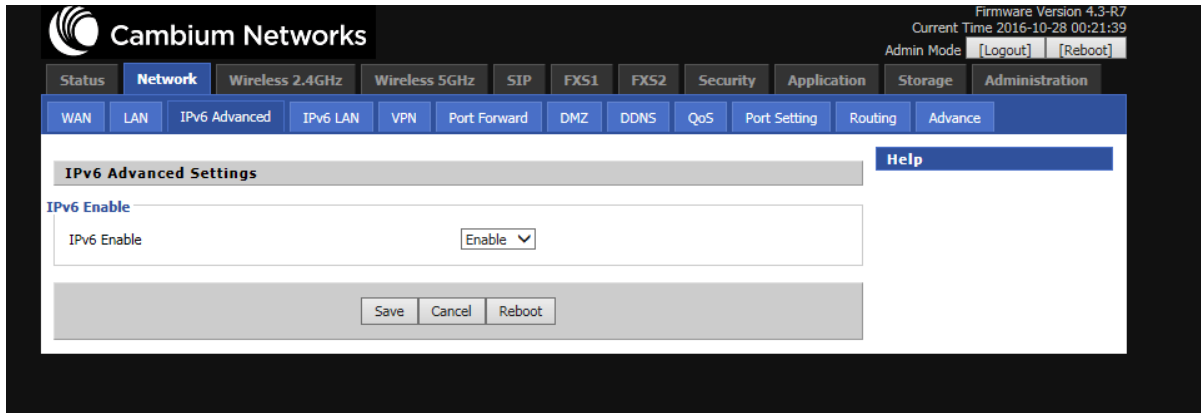 Firmware Version 4.3-R7
Cambium Networks
Current Time 2016-10-28 00:21:39
Admin Mode [Logout] [Reboot]
Status Network Wireless 2.4GHz Wireless 5GHz SIP FXS1 FXS2 Security Application Storage Administration
WAN LAN IPv6 Advanced IPv6 LAN VPN Port Forward DMZ DDNS QoS Port Setting Routing Advance
Help
IPv6 Advanced Settings
IPv6 Enable
IPv6 Enable Enable
Save Cancel Reboot